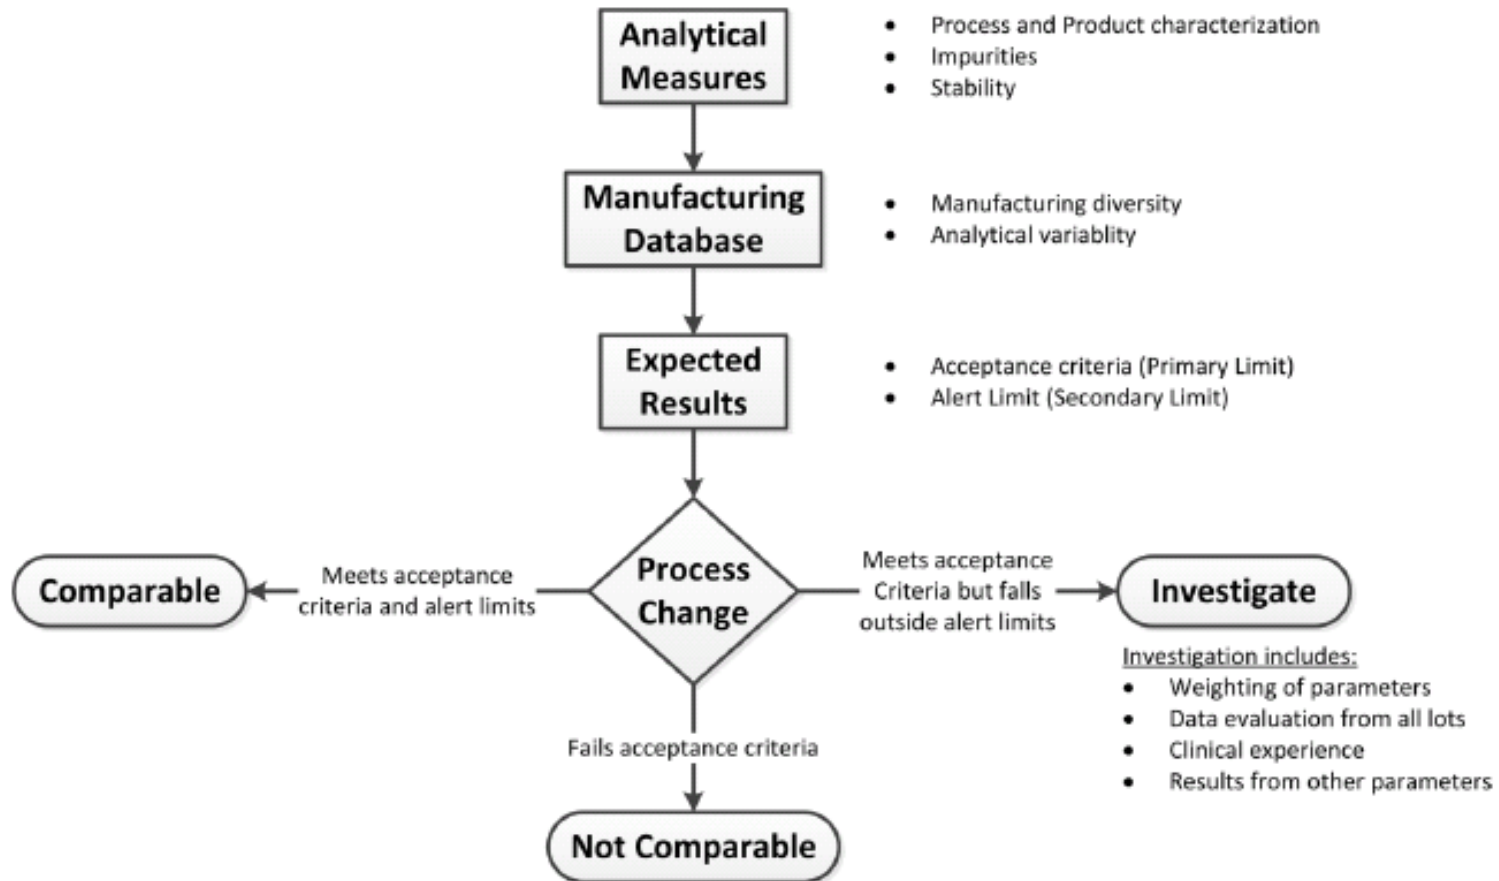 Analytical
Measures
• Process and Product characterization
• Impurities
• Stability
Manufacturing
Database
• Manufacturing diversity
• Analytical variablity
Expected
Results
• Acceptance criteria (Primary Limit)
• Alert Limit (Secondary Limit)
Process
Change
Meets acceptance
criteria and alert limits
Comparable
Meets acceptance
Criteria but falls
outside alert limits
Investigate
Investigation includes:
• Weighting of parameters
• Data evaluation from all lots
• Clinical experience
• Results from other parameters
Fails acceptance criteria
Not Comparable